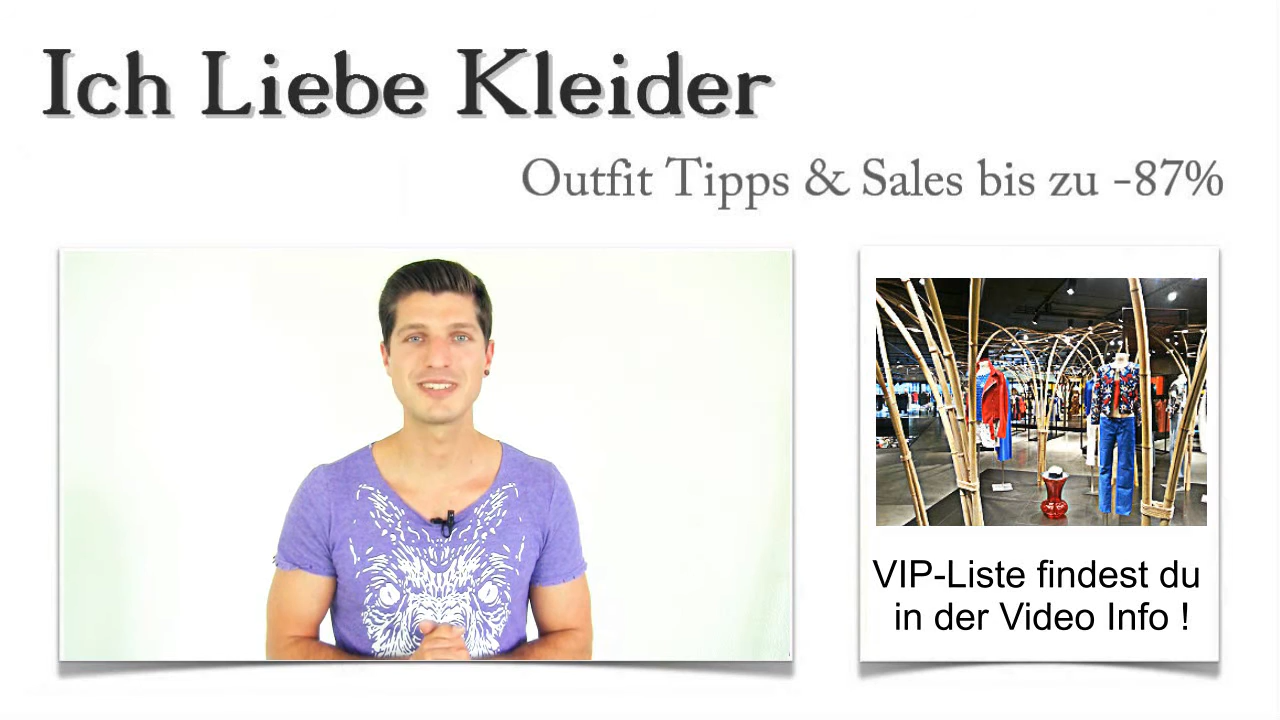 Ich Liebe Kleider
Outfit Tipps & Sales bis zu -87%
VIP-Liste findest du
in der Video Info !